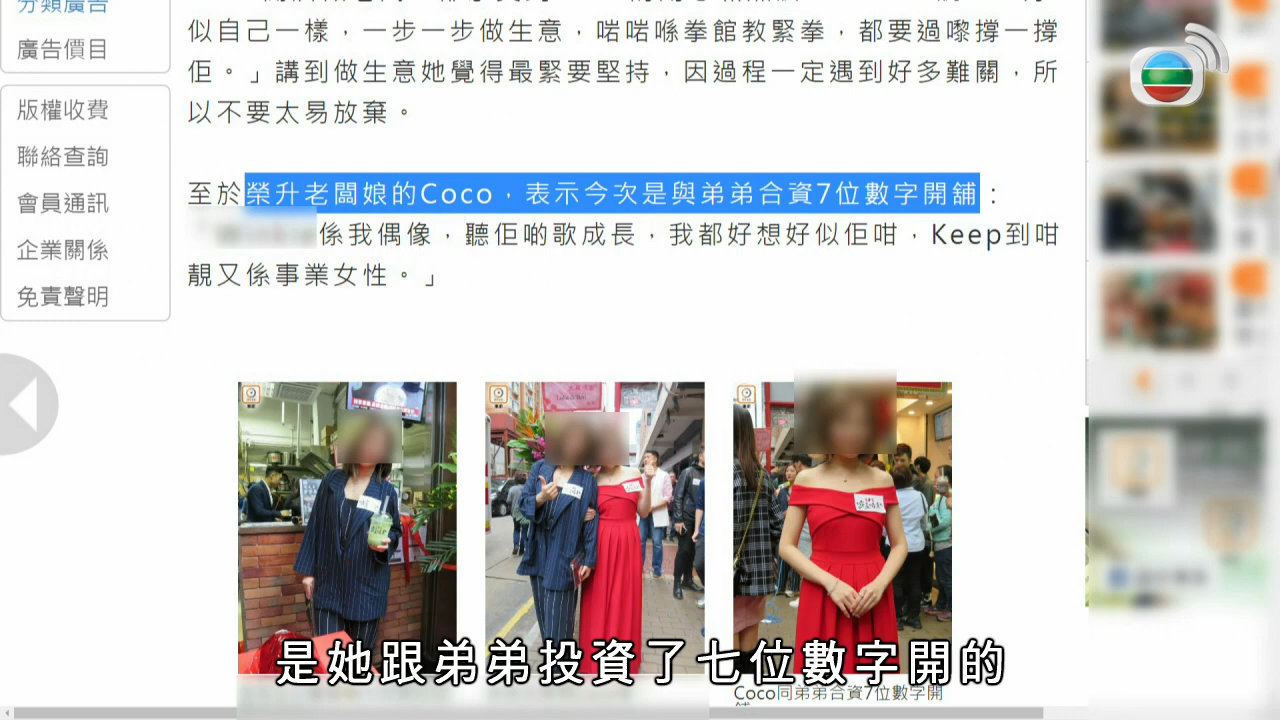 分類廣告
廣告價目
版權收費
聯絡查詢
會員通訊
企業關係
免責聲明
似自己一樣，一步一步做生意，啱啱喺拳館教緊拳，都要過嚟撐一撐
佢。」講到做生意她覺得最緊要堅持，因過程一定遇到好多難關，所
以不要太易放棄。
至於榮升老闆娘的Coco，表示今次是與弟弟合資7位數字開舖：
係我偶像，聽佢啲歌成長，我都好想好似佢咁，Keep到咁
靚又係事業女性。」
Coco同弟弟合資7位數字開
是她跟弟弟投資了七位數字開的